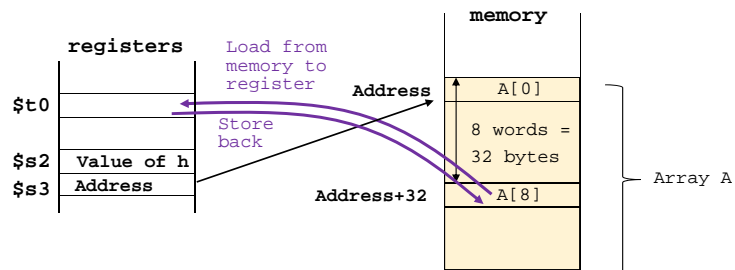 memory
registers
Load from
memory to
register
Address
A[0]
$t0
Store
back
8 words =
32 bytes
$s2
Value of h
$s3
Address
Array A
Address+32
A[8]